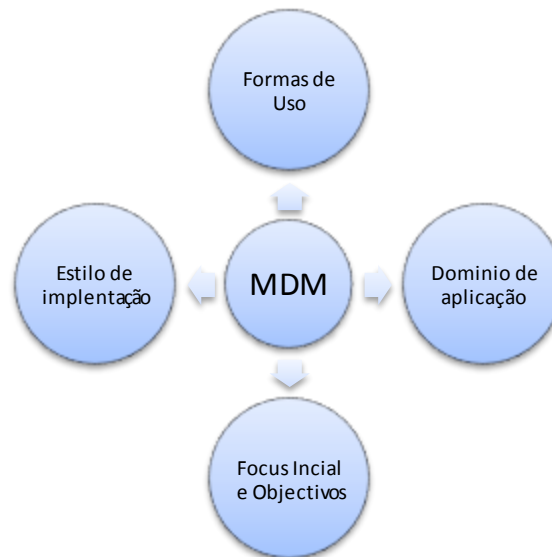 Formas de
Uso
Estilo de
implentação
MDM
Dominio de
aplicação
Focus Incial
e Objectivos